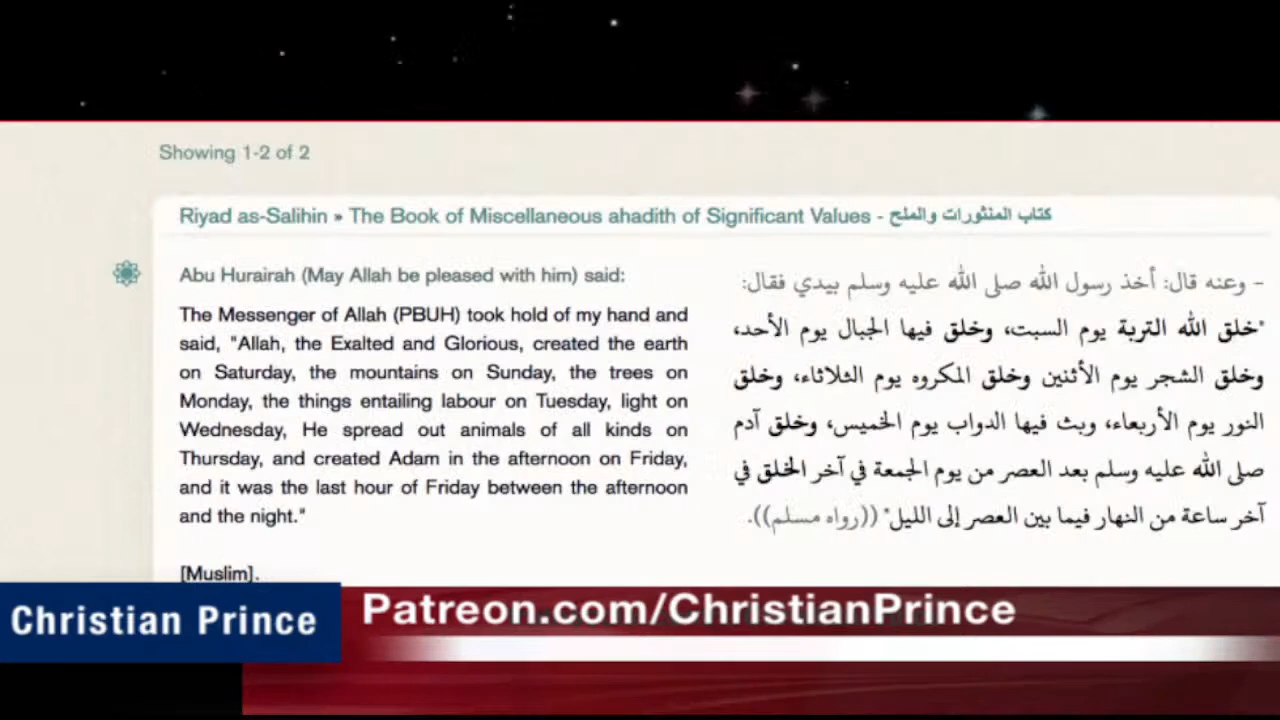 Showing 1-2 of 2
Riyad as-Salihin » The Book of Miscellaneous ahadith of Significant Values - كتاب المنثورات والملح
Abu Hurairah (May Allah be pleased with him) said:
The Messenger of Allah (PBUH) took hold of my hand and
said, "Allah, the Exalted and Glorious, created the earth
on Saturday, the mountains on Sunday, the trees on
Monday, the things entailing labour on Tuesday, light on
Wednesday, He spread out animals of all kinds on
Thursday, and created Adam in the afternoon on Friday,
and it was the last hour of Friday between the afternoon
and the night."
[Muslim].
- وعنه قال: أخذ رسول الله صلى الله عليه وسلم بيدي فقال:
"خلق الله التربة يوم السبت، وخلق فيها الجبال يوم الأحد،
وخلق الشجر يوم الأثنين وخلق المكروه يوم الثلاثاء، وخلق
النور يوم الأربعاء، وبث فيها الدواب يوم الخميس، وخلق آدم
صلى الله عليه وسلم بعد العصر من يوم الجمعة في آخر الخلق في
آخر ساعة من النهار فيما بين العصر إلى الليل" ((رواه مسلم)).
Christian Prince
Patreon.com/ChristianPrince